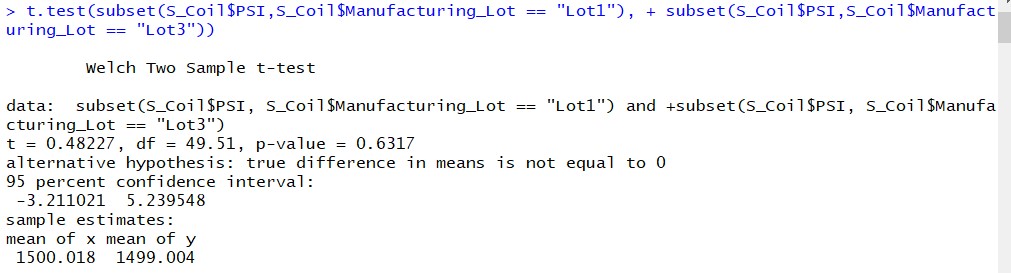 > t.test(subset(S_Coil$PSI,S_Coil$Manufacturing_Lot == "Lot1"), + subset(S_Coil$PSI,S_Coil$Manufact
uring_Lot == "Lot3"))
        Welch Two Sample t-test
data:  subset(S_Coil$PSI, S_Coil$Manufacturing_Lot == "Lot1") and +subset(S_Coil$PSI, S_Coil$Manufa
cturing_Lot == "Lot3")
t = 0.48227, df = 49.51, p-value = 0.6317
alternative hypothesis: true difference in means is not equal to 0
95 percent confidence interval:
 -3.211021  5.239548
sample estimates:
mean of x mean of y
 1500.018  1499.004